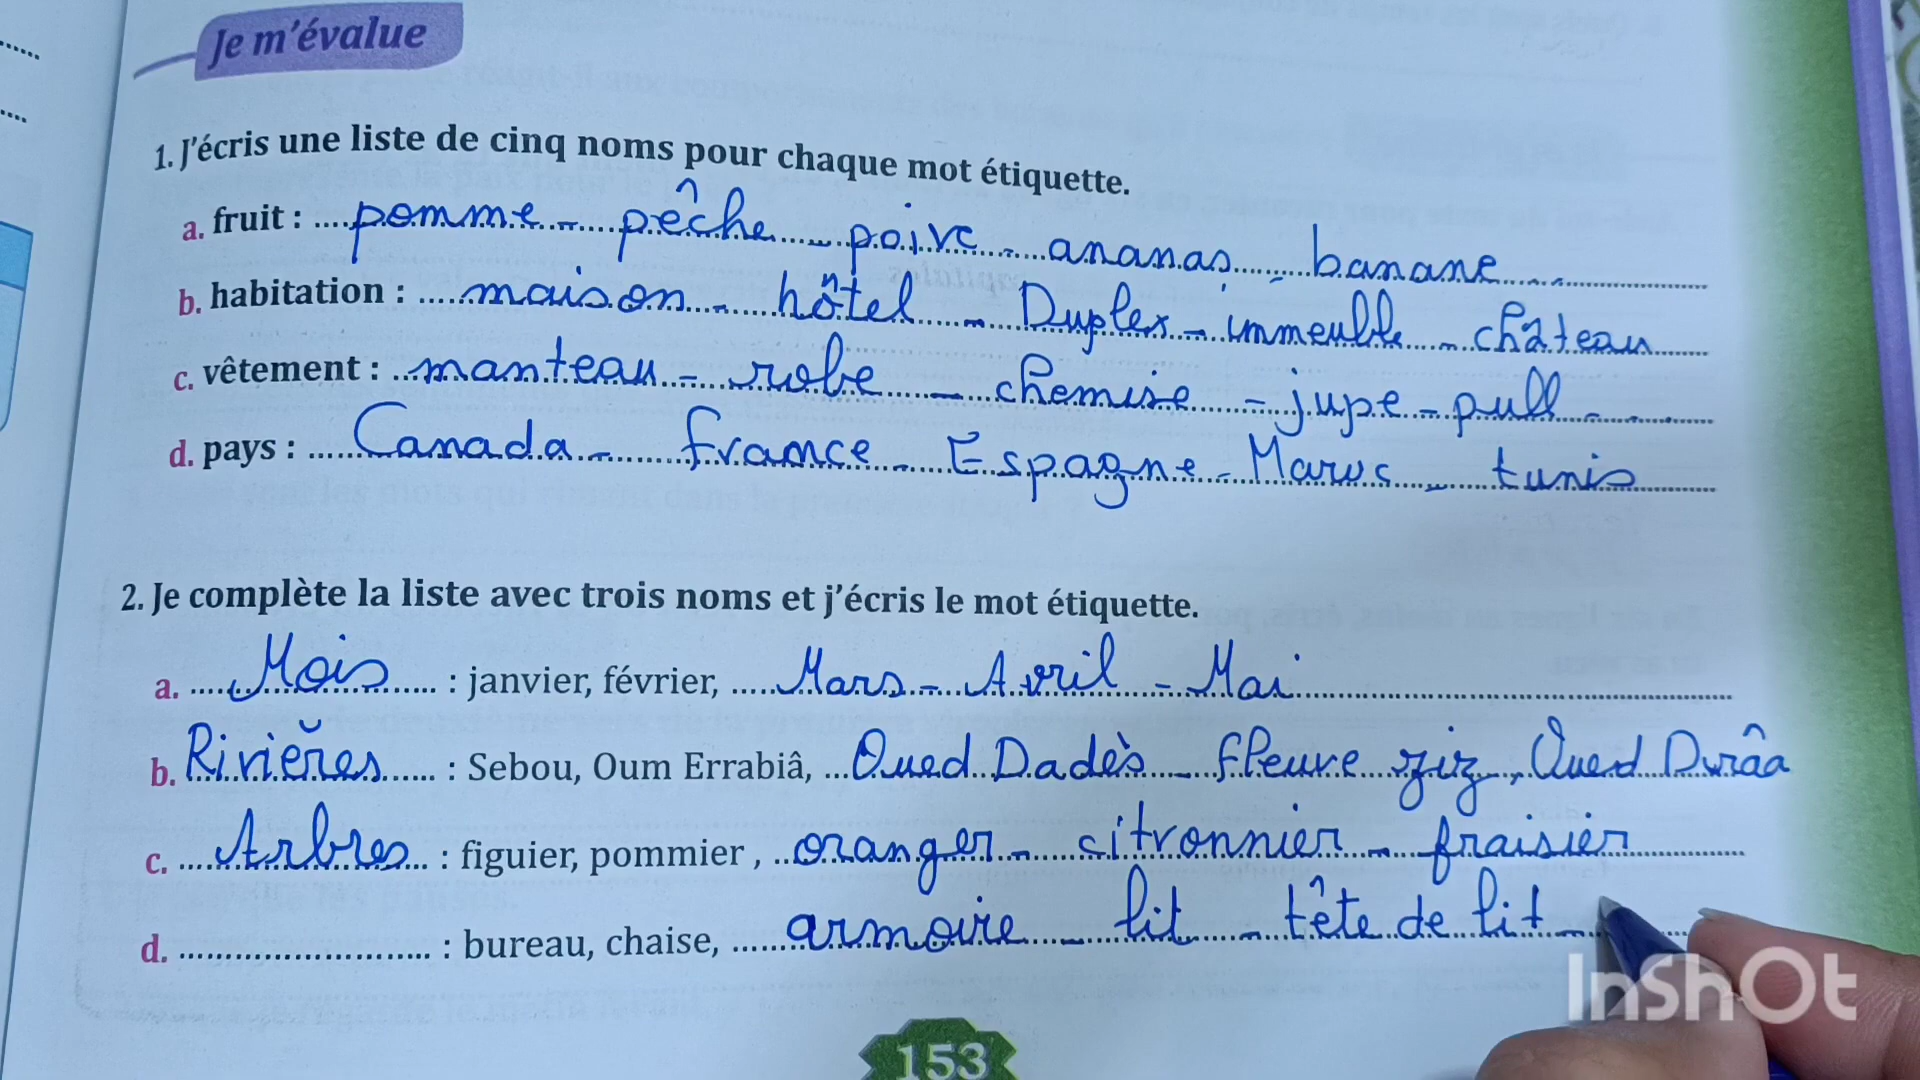 Je m'évalue
1. J'écris une liste de cinq noms pour chaque mot étiquette.
a. fruit : pomme - pêche - poire - ananas - banane
b. habitation : maison - hôtel - Duplex - immeuble - château
c. vêtement : manteau - robe - chemise - jupe - pull -
d. pays : Canada - france - Espagne - Maroc - tunis
2. Je complète la liste avec trois noms et j'écris le mot étiquette.
a. Mois : janvier, février, Mars - Avril - Mai
b. Rivières : Sebou, Oum Errabiâ, Oued Dadès - fleuve ziz, Oued Durâa
c. Arbres : figuier, pommier , oranger - citronnier - fraisier
d. : bureau, chaise, armoire - lit - tête de lit -
153
InShOt